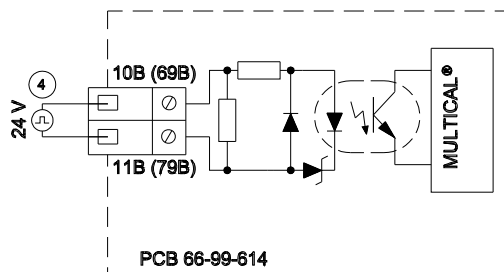 10B (69B)
4
24 V
11B (79B)
MULTICAL®
PCB 66-99-614